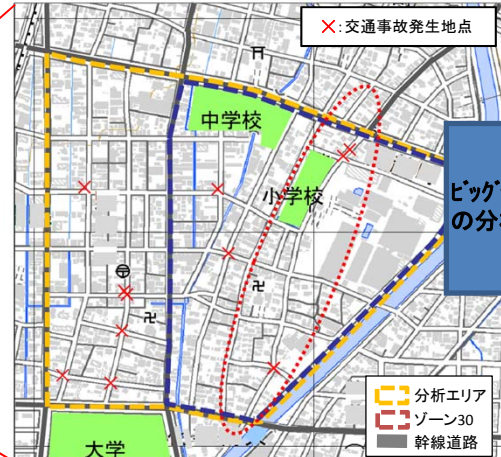 ×:交通事故発生地点
中学校
小学校
ビッグ
の分
大学
分析エリア
ゾーン30
幹線道路